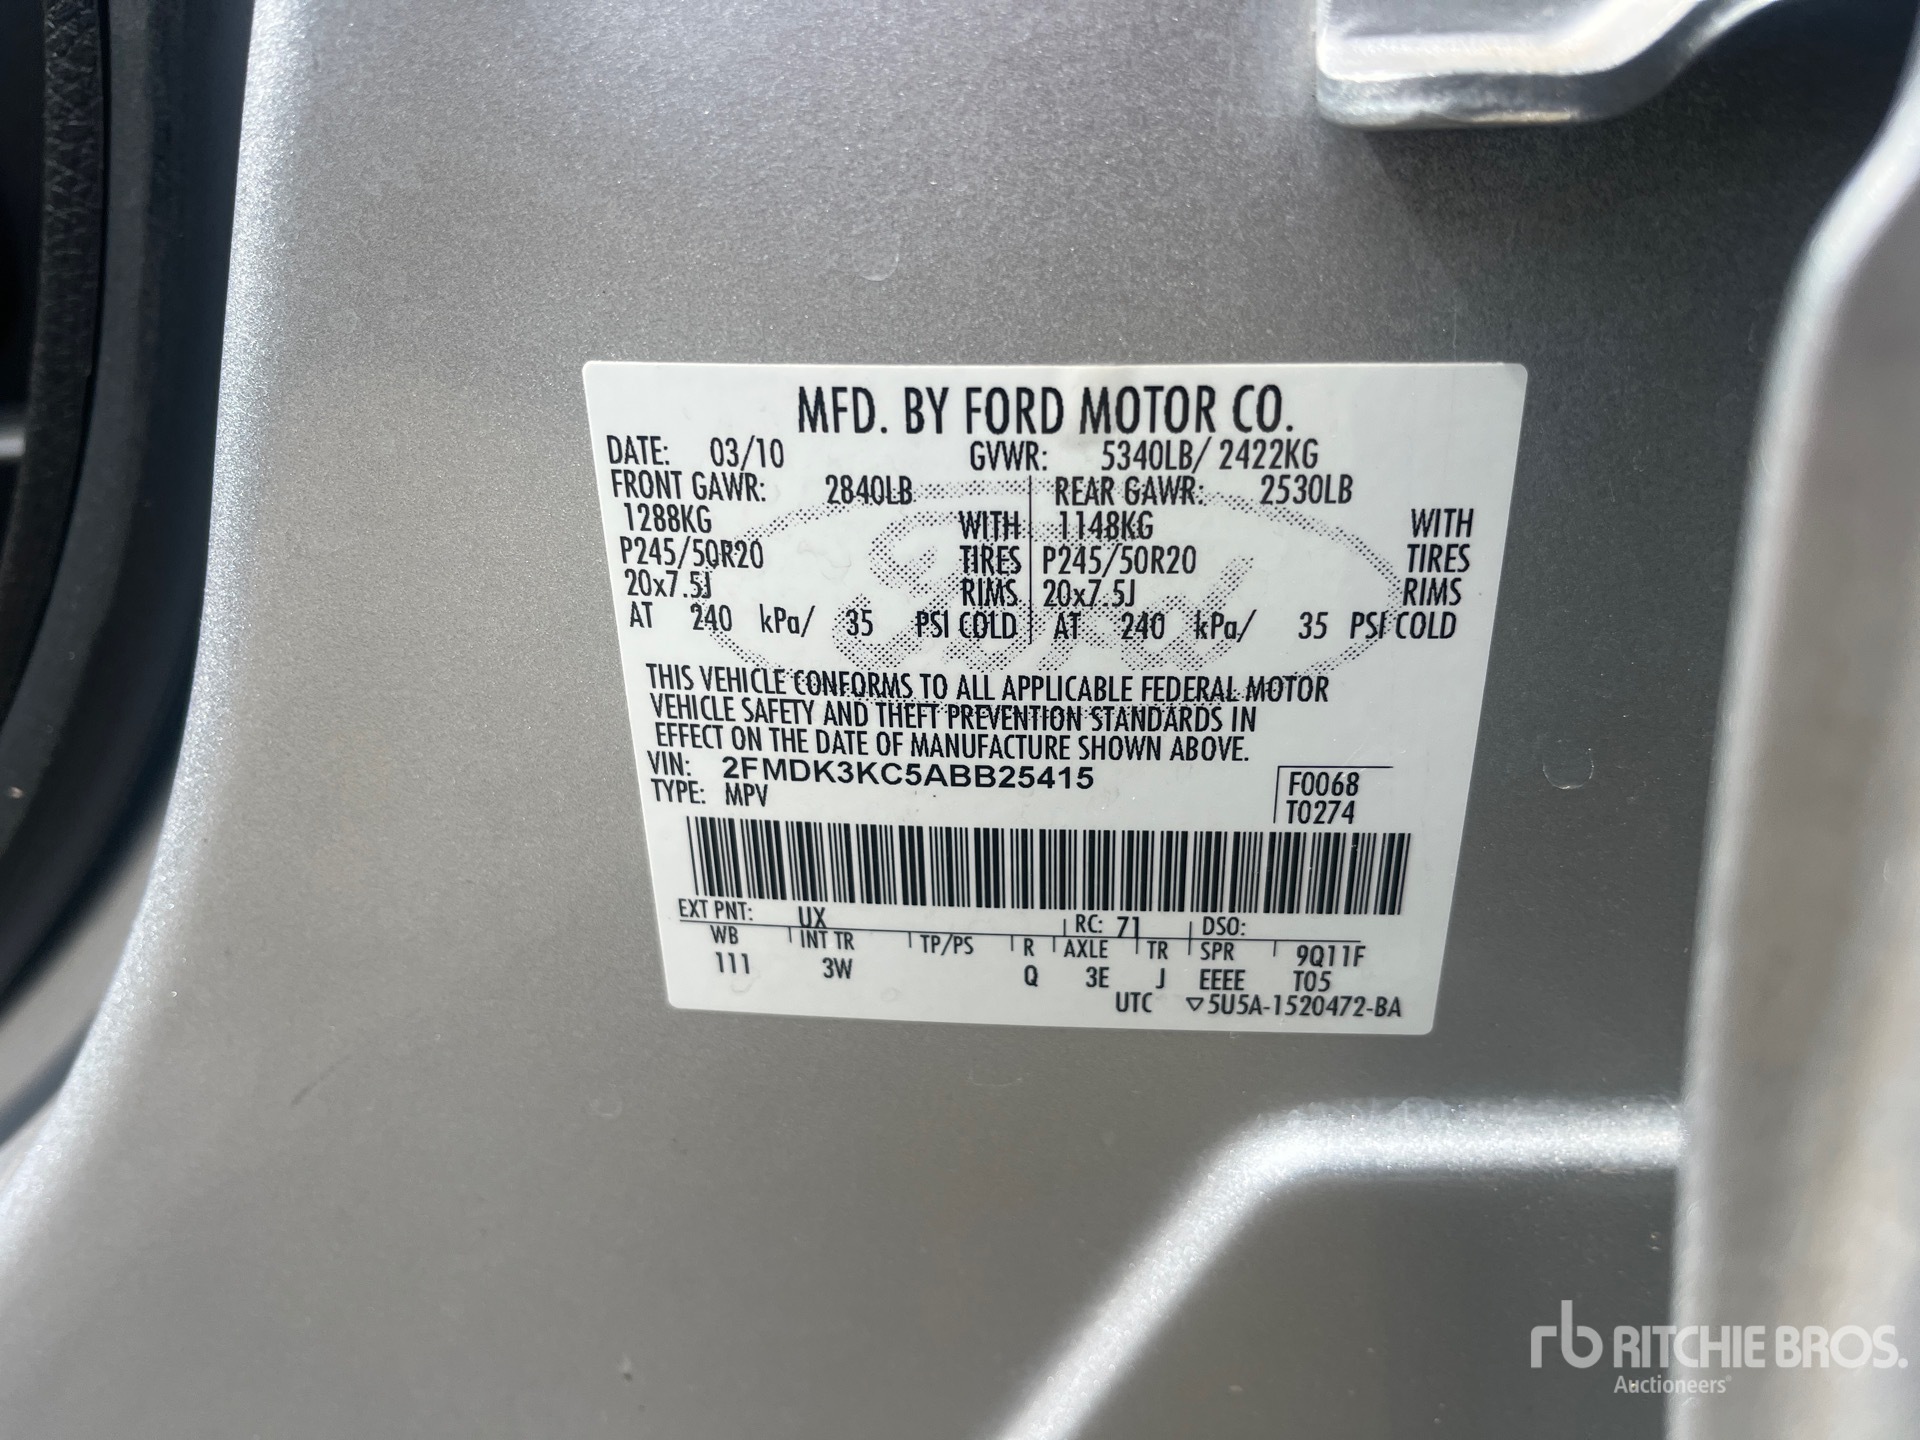 MFD. BY FORD MOTOR CO.
DATE: 03/10 GVWR: 5340LB/ 2422KG
FRONT GAWR: 2840LB REAR GAWR: 2530LB
1288KG WITH 1148KG WITH
P245/50R20 TIRES P245/50R20 TIRES
20x7.5J RIMS 20x7.5J RIMS
AT 240 kPa/ 35 PSI COLD AT 240 kPa/ 35 PSI COLD
Ford
THIS VEHICLE CONFORMS TO ALL APPLICABLE FEDERAL MOTOR
VEHICLE SAFETY AND THEFT PREVENTION STANDARDS IN
EFFECT ON THE DATE OF MANUFACTURE SHOWN ABOVE.
VIN: 2FMDK3KC5ABB25415 F0068
TYPE: MPV T0274
EXT PNT: UX RC: 71 DSO:
WB INT TR TP/PS R AXLE TR SPR 9Q11F
111 3W Q 3E J EEEE T05
UTC ▽5U5A-1520472-BA
rb RITCHIE BROS.
Auctioneers